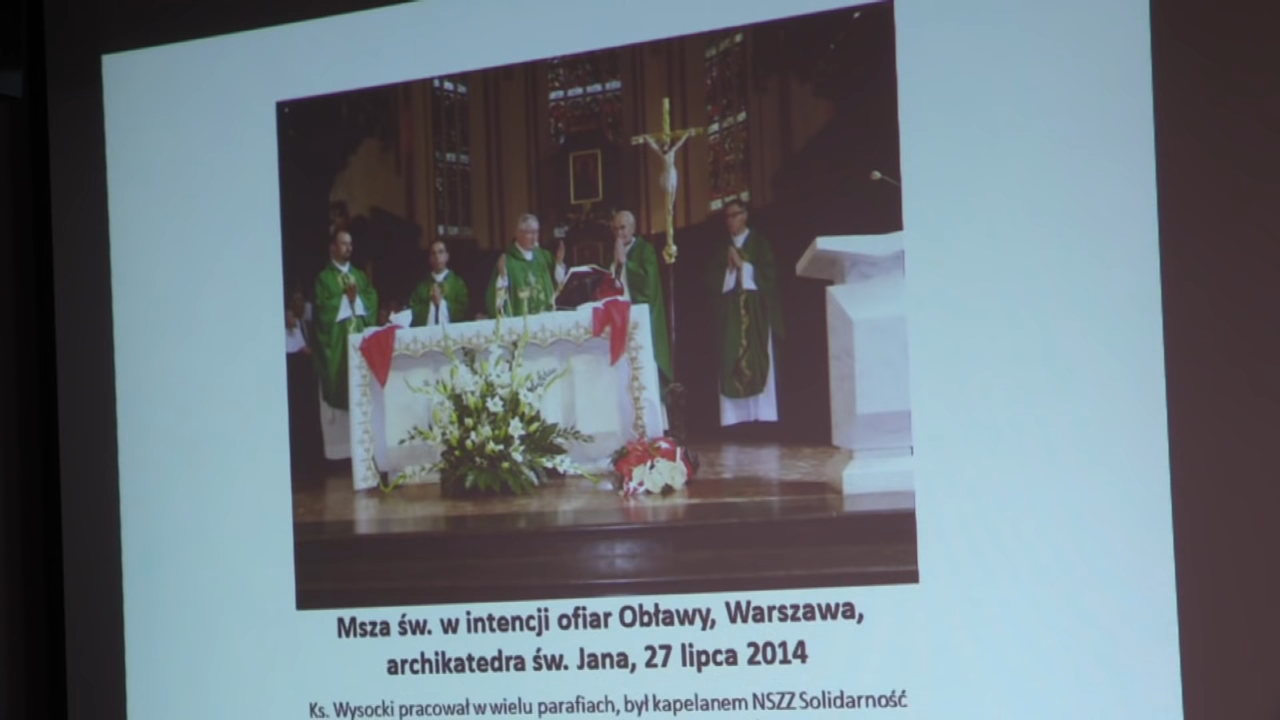 Msza św. w intencji ofiar Obławy, Warszawa,
archikatedra św. Jana, 27 lipca 2014
Ks. Wysocki pracował w wielu parafiach, był kapelanem NSZZ Solidarność